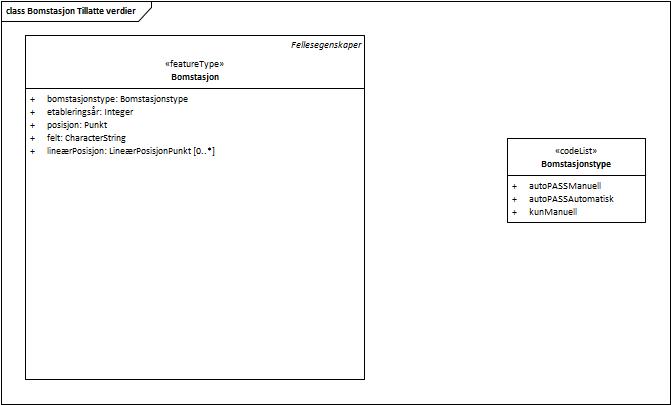 class Bomstasjon Tillatte verdier
Fellesegenskaper
«featureType»
Bomstasjon
+ bomstasjonstype: Bomstasjonstype
+ etableringsår: Integer
+ posisjon: Punkt
+ felt: CharacterString
+ lineærPosisjon: LineærPosisjonPunkt [0..*]
«codeList»
Bomstasjonstype
+ autoPASSManuell
+ autoPASSAutomatisk
+ kunManuell